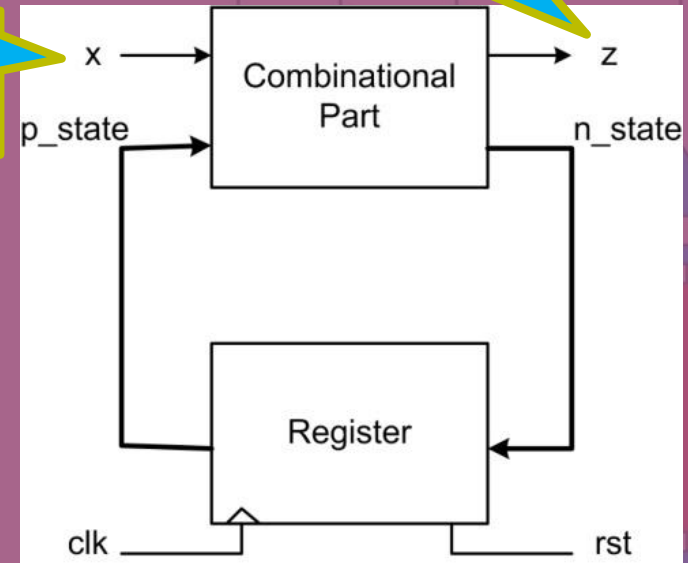 x
Combinational
Part
z
p_state
n_state
Register
clk
rst